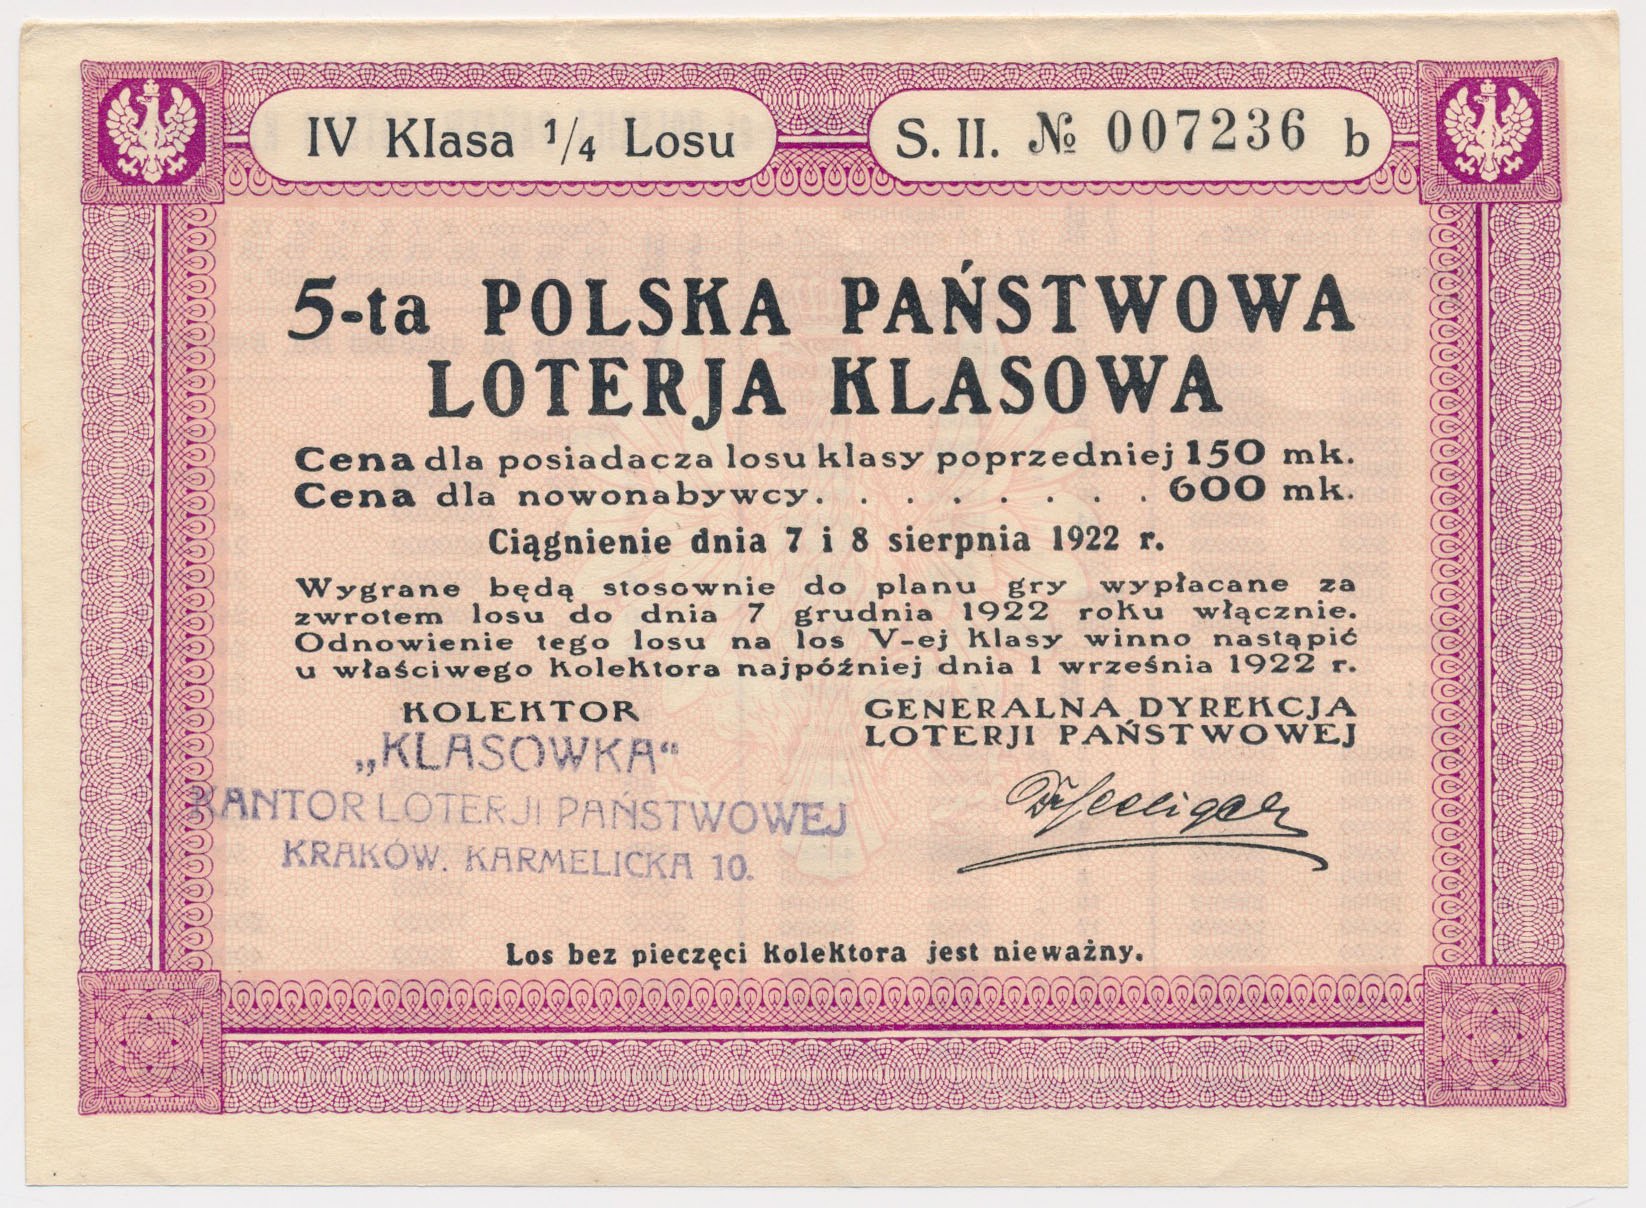 IV Klasa 1/4 Losu
S. II. № 007236 b
5-ta POLSKA PAŃSTWOWA
LOTERJA KLASOWA
Cena dla posiadacza losu klasy poprzedniej 150 mk.
Cena dla nowonabywcy. . . . . . . . . 600 mk.
Ciągnienie dnia 7 i 8 sierpnia 1922 r.
Wygrane będą stosownie do planu gry wypłacane za
zwrotem losu do dnia 7 grudnia 1922 roku włącznie.
Odnowienie tego losu na los V-ej klasy winno nastąpić
u właściwego kolektora najpóźniej dnia 1 września 1922 r.
KOLEKTOR
„KLASOWKA“
KANTOR LOTERJI PAŃSTWOWEJ
KRAKÓW. KARMELICKA 10.
GENERALNA DYREKCJA
LOTERJI PAŃSTWOWEJ
Los bez pieczęci kolektora jest nieważny.